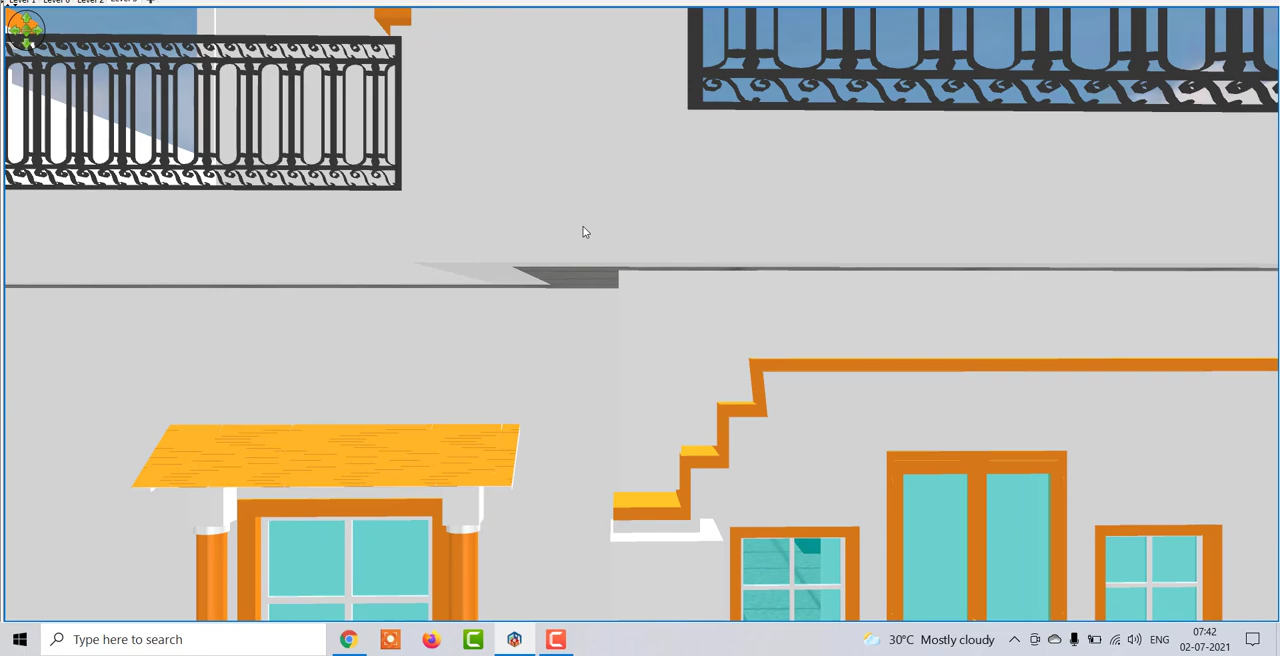 Type here to search
30°C Mostly cloudy
ENG
07:42
02-07-2021